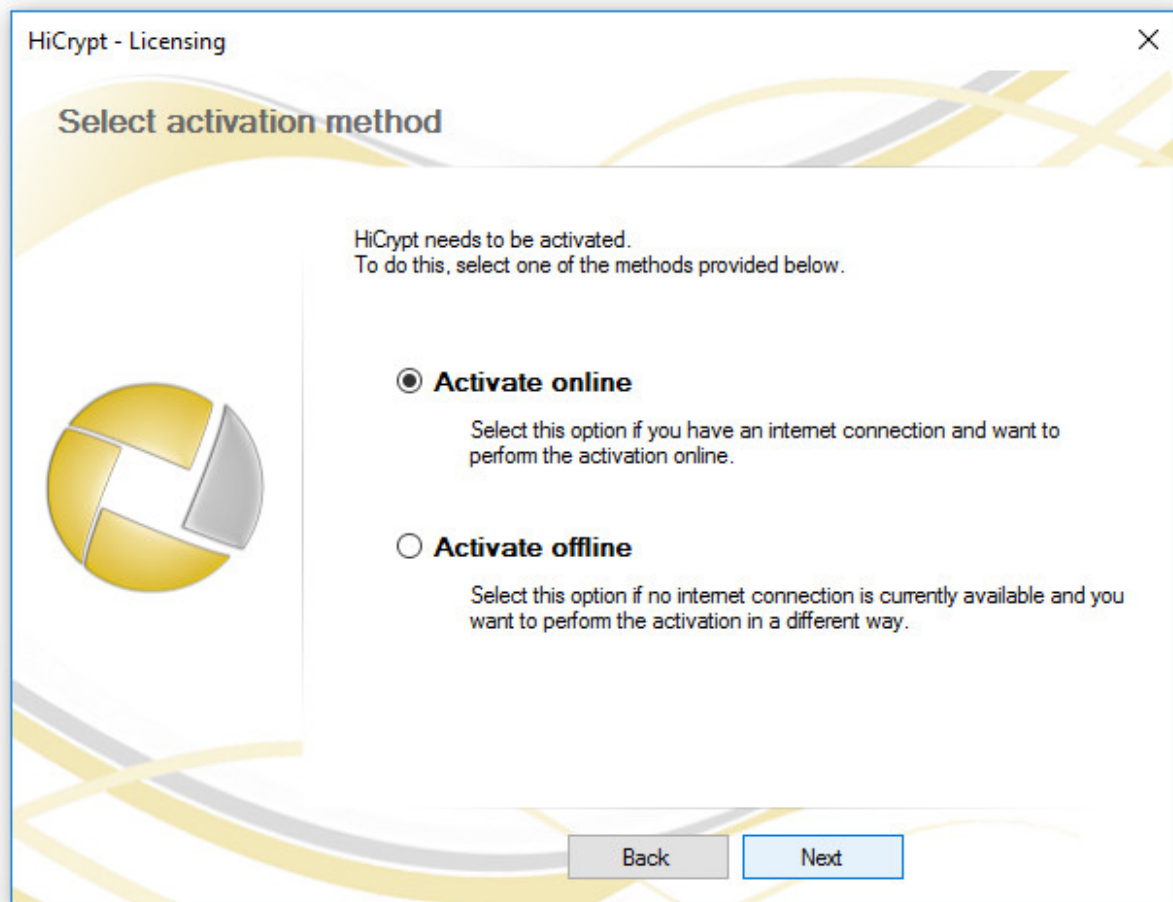 HiCrypt - Licensing
Select activation method
HiCrypt needs to be activated.
To do this, select one of the methods provided below.
Activate online
Select this option if you have an internet connection and want to
perform the activation online.
Activate offline
Select this option if no internet connection is currently available and you
want to perform the activation in a different way.
Back
Next